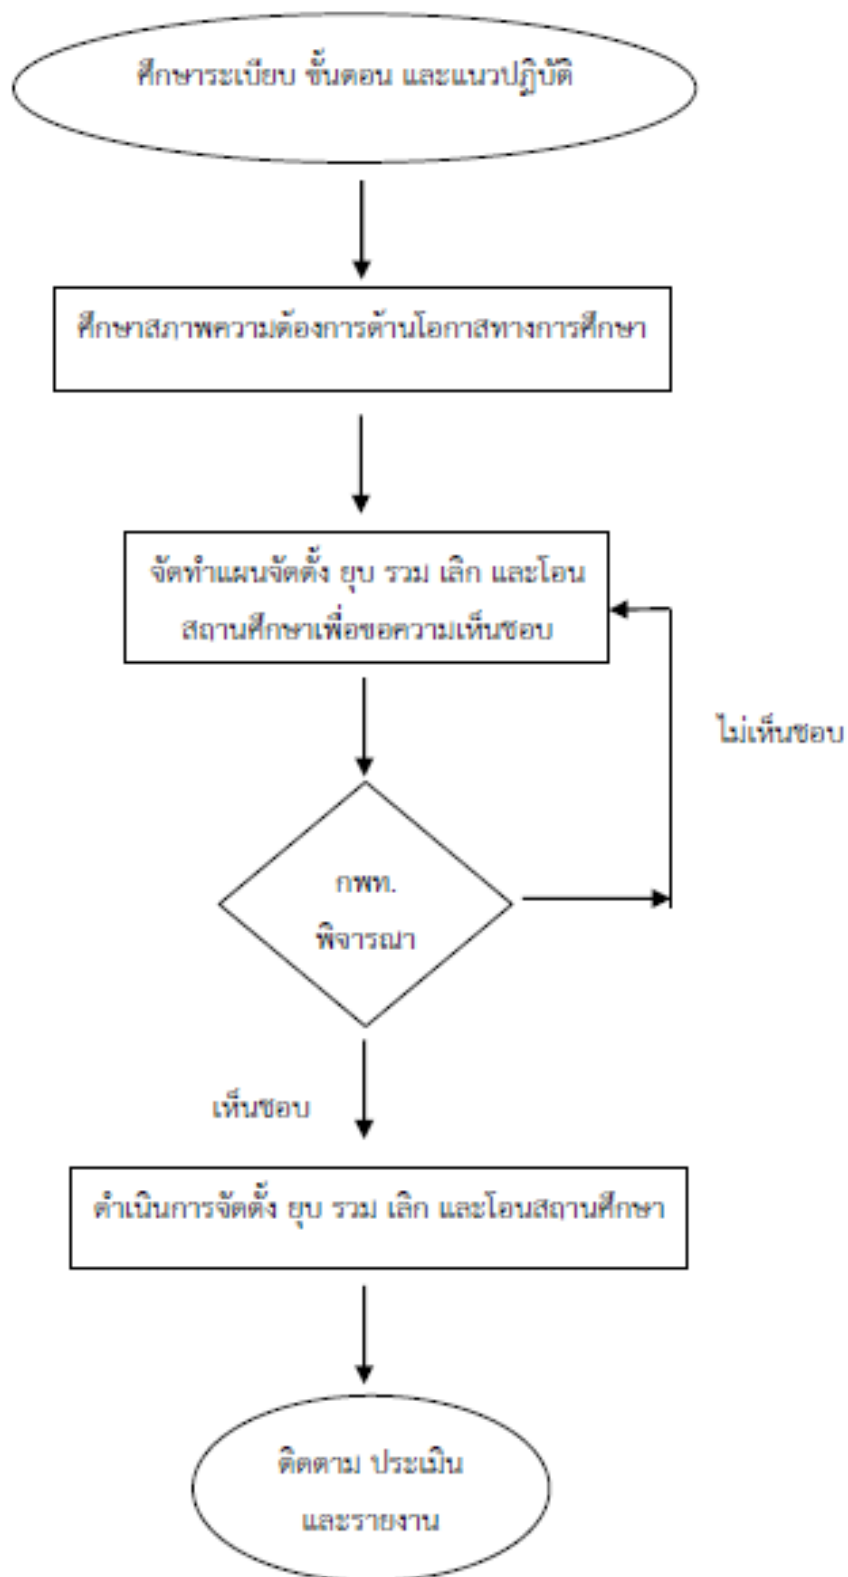 ศึกษาระเบียบ ขั้นตอน และแนวปฏิบัติ
ศึกษาสภาพความต้องการด้านโอกาสทางการศึกษา
จัดทำแผนจัดตั้ง ยุบ รวม เลิก และโอน
สถานศึกษาเพื่อขอความเห็นชอบ
ไม่เห็นชอบ
กพท.
พิจารณา
เห็นชอบ
ดำเนินการจัดตั้ง ยุบ รวม เลิก และโอนสถานศึกษา
ติดตาม ประเมิน
และรายงาน